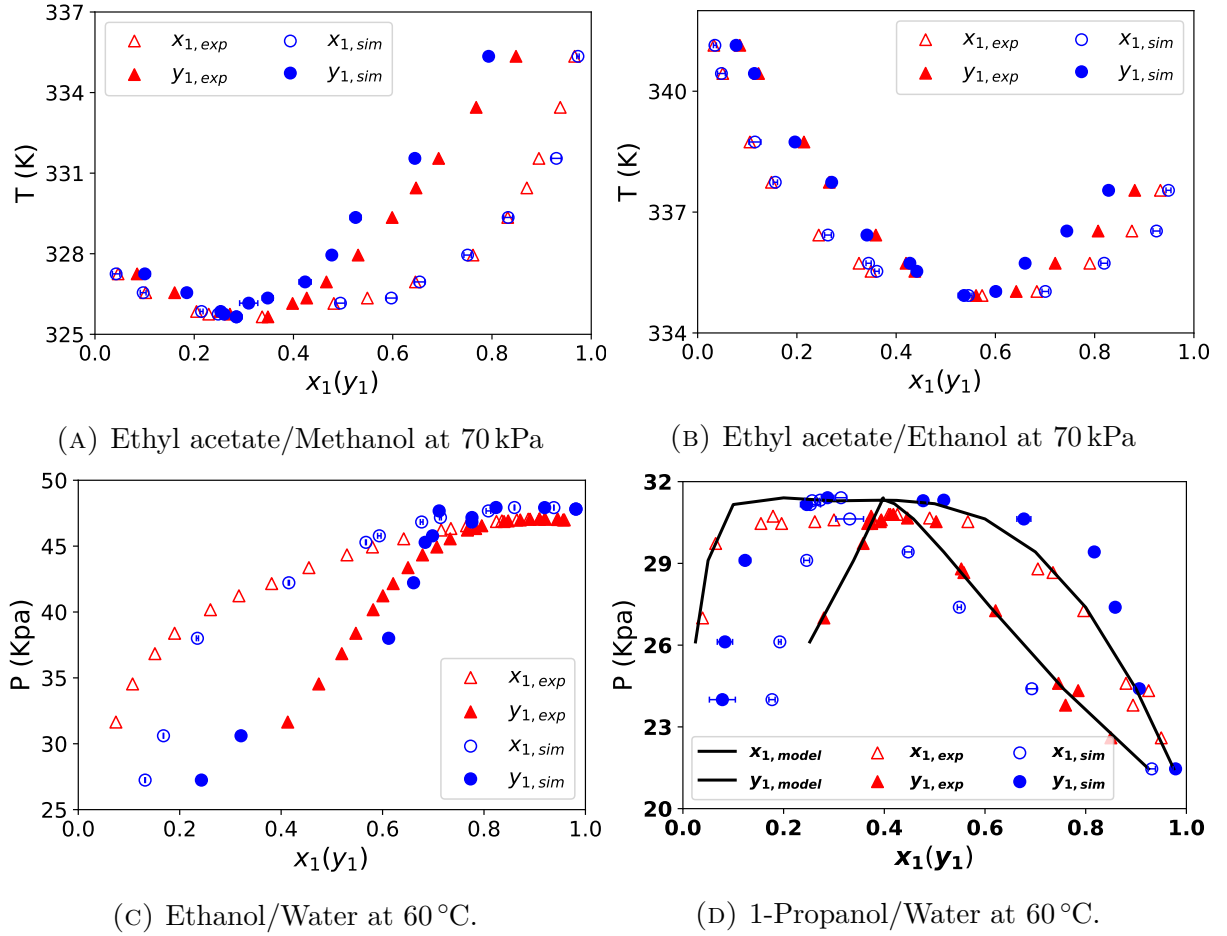 337
334
331
328
325
T (K)
x1,exp x1,sim
y1,exp y1,sim
0.0 0.2 0.4 0.6 0.8 1.0
x1(y1)
(A) Ethyl acetate/Methanol at 70 kPa
340
337
334
T (K)
x1,exp x1,sim
y1,exp y1,sim
0.0 0.2 0.4 0.6 0.8 1.0
x1(y1)
(B) Ethyl acetate/Ethanol at 70 kPa
50
45
40
35
30
25
P (Kpa)
x1,exp
y1,exp
x1,sim
y1,sim
0.0 0.2 0.4 0.6 0.8 1.0
x1(y1)
(C) Ethanol/Water at 60 °C.
32
29
26
23
20
P (Kpa)
x1,model x1,exp x1,sim
y1,model y1,exp y1,sim
0.0 0.2 0.4 0.6 0.8 1.0
x1(y1)
(D) 1-Propanol/Water at 60 °C.